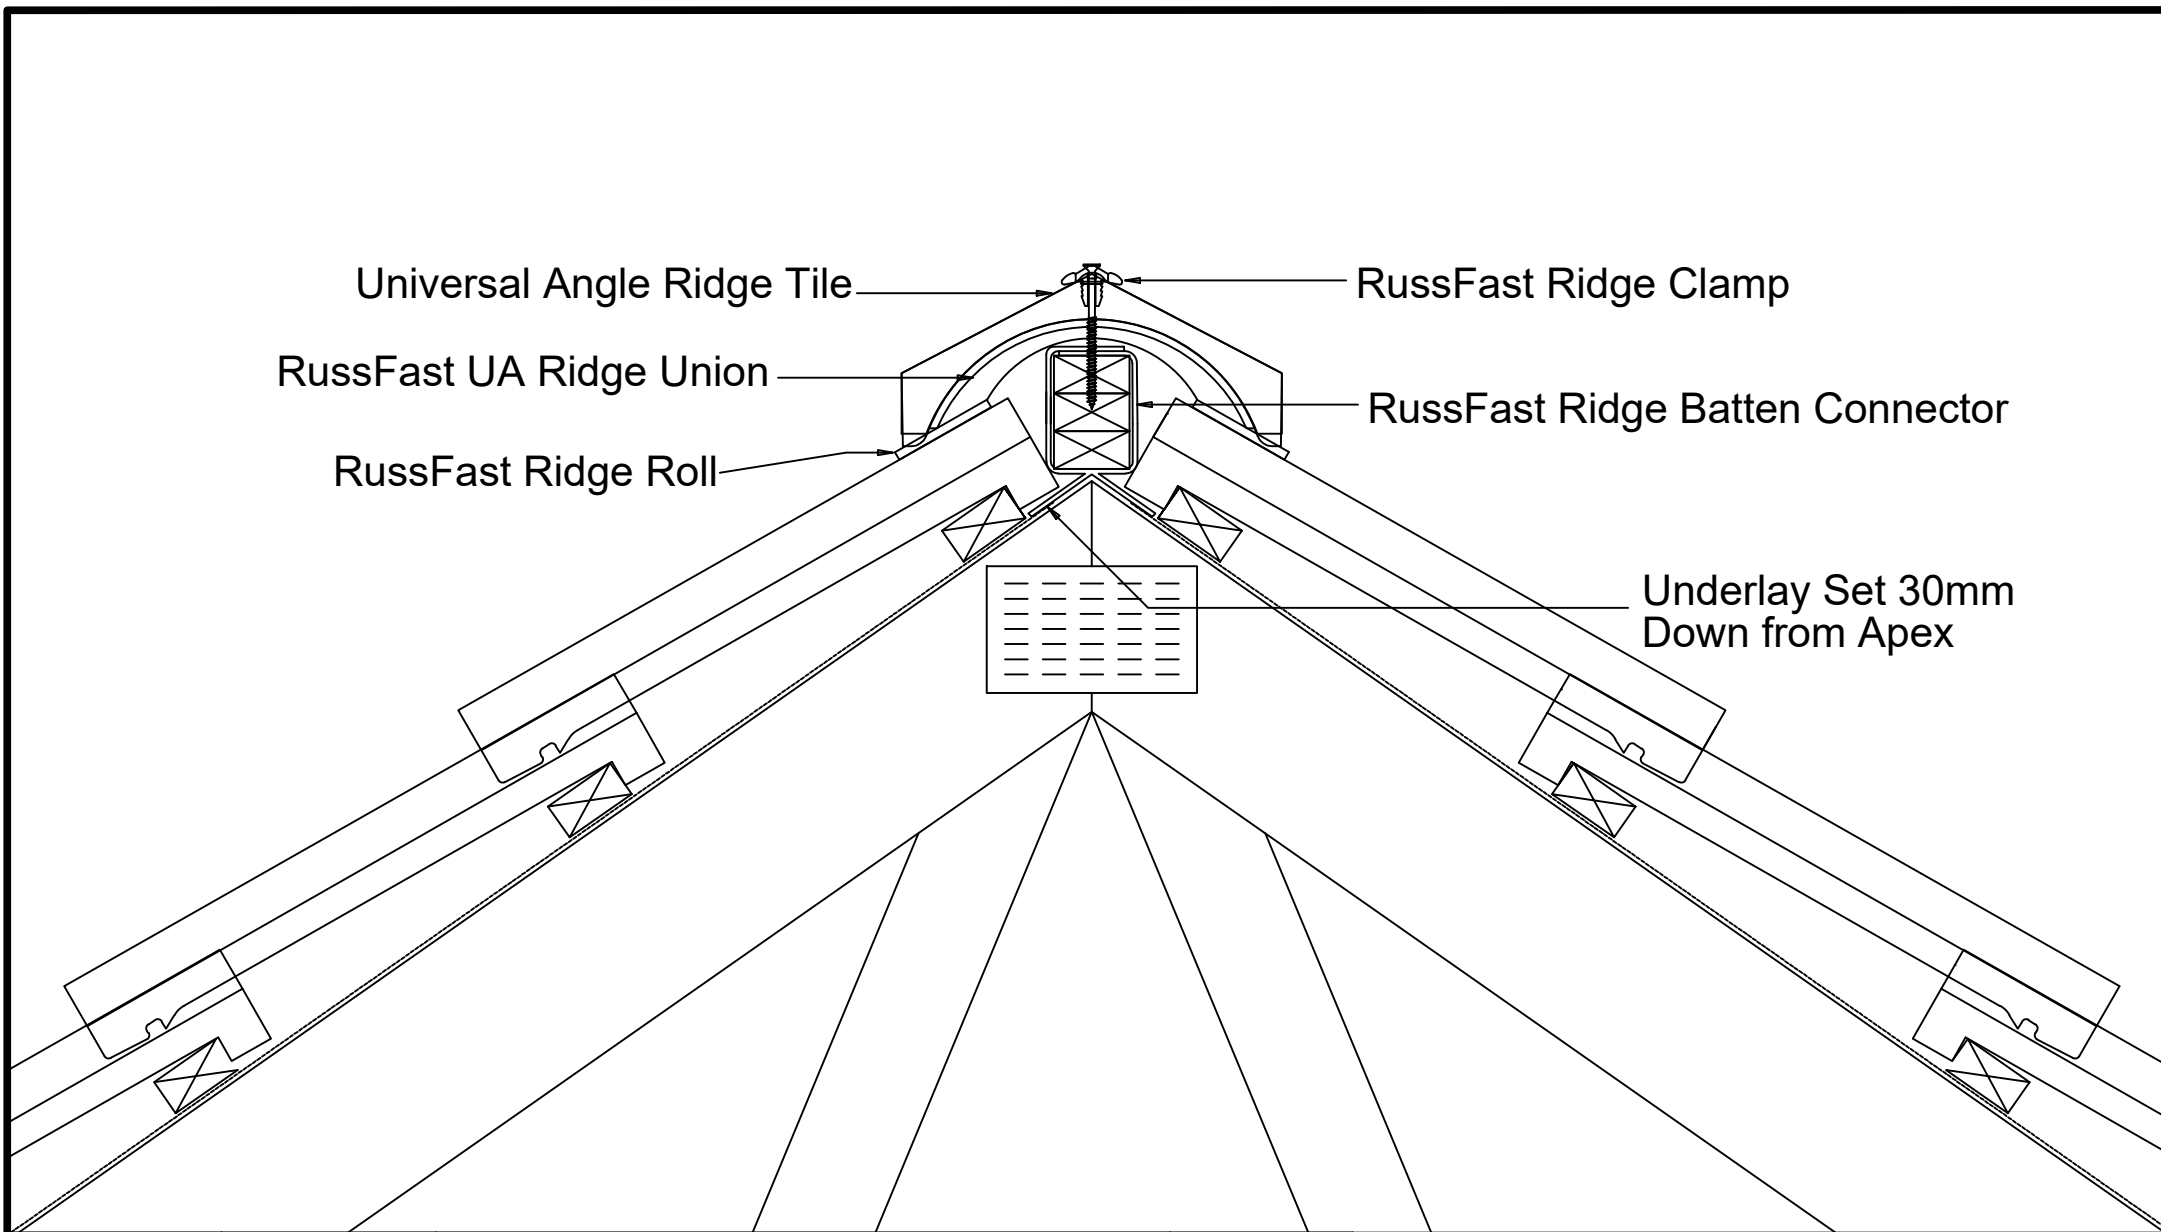 Universal Angle Ridge Tile
RussFast Ridge Clamp
RussFast UA Ridge Union
RussFast Ridge Batten Connector
RussFast Ridge Roll
Underlay Set 30mm
Down from Apex